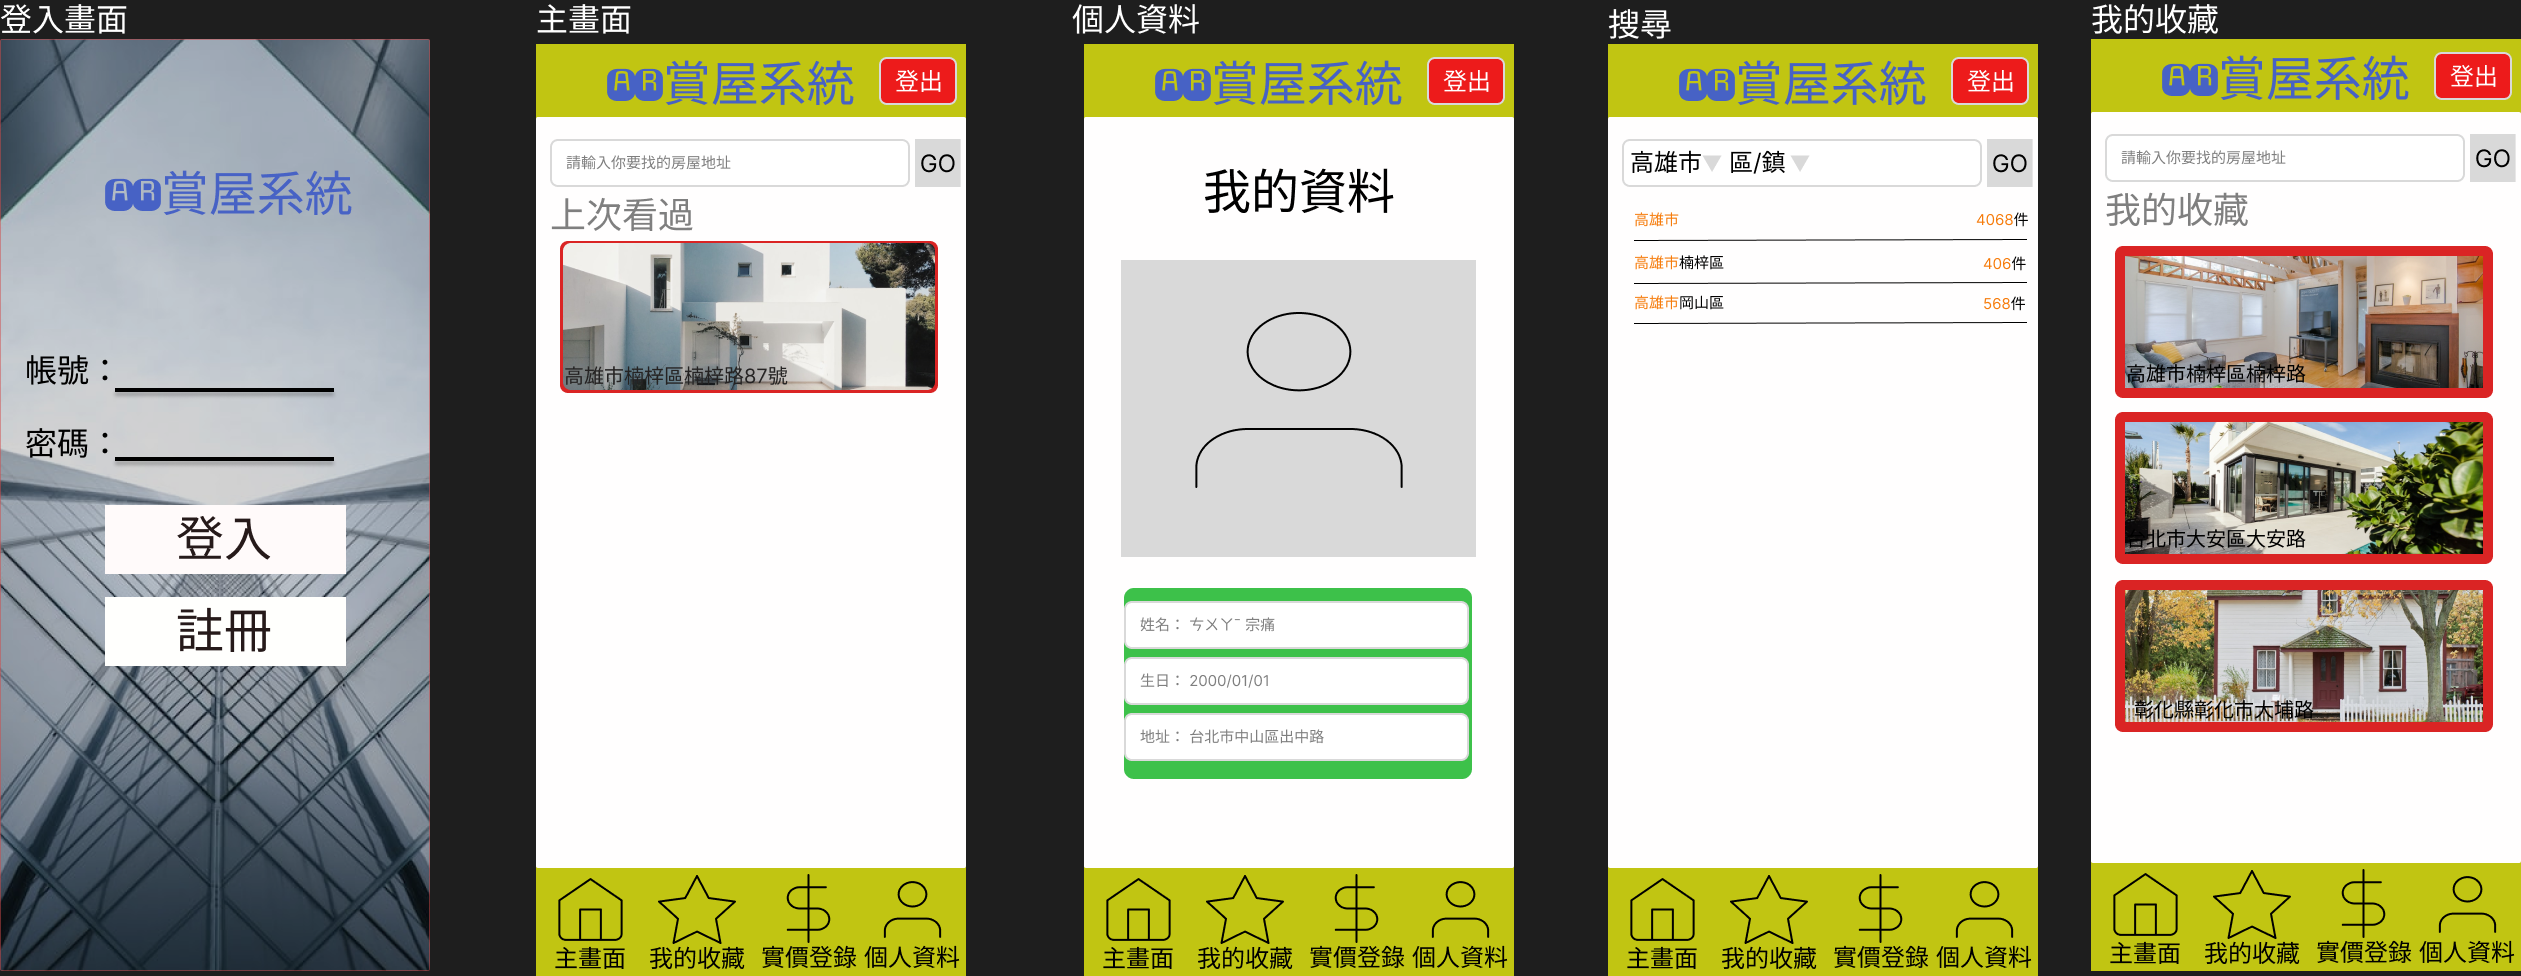 登入畫面
AR賞屋系統
帳號：
密碼：
登入
註冊
主畫面
AR賞屋系統
登出
請輸入你要找的房屋地址
GO
上次看過
高雄市楠梓區楠梓路87號
主畫面
我的收藏
實價登錄
個人資料
個人資料
AR賞屋系統
登出
我的資料
姓名： ㄘㄨㄚˉ 宗痛
生日： 2000/01/01
地址： 台北市中山區出中路
主畫面
我的收藏
實價登錄
個人資料
搜尋
AR賞屋系統
登出
高雄市▼ 區/鎮▼
GO
高雄市 4068件
高雄市楠梓區 406件
高雄市岡山區 568件
主畫面
我的收藏
實價登錄
個人資料
我的收藏
AR賞屋系統
登出
請輸入你要找的房屋地址
GO
我的收藏
高雄市楠梓區楠梓路
台北市大安區大安路
彰化縣彰化市大埔路
主畫面
我的收藏
實價登錄
個人資料